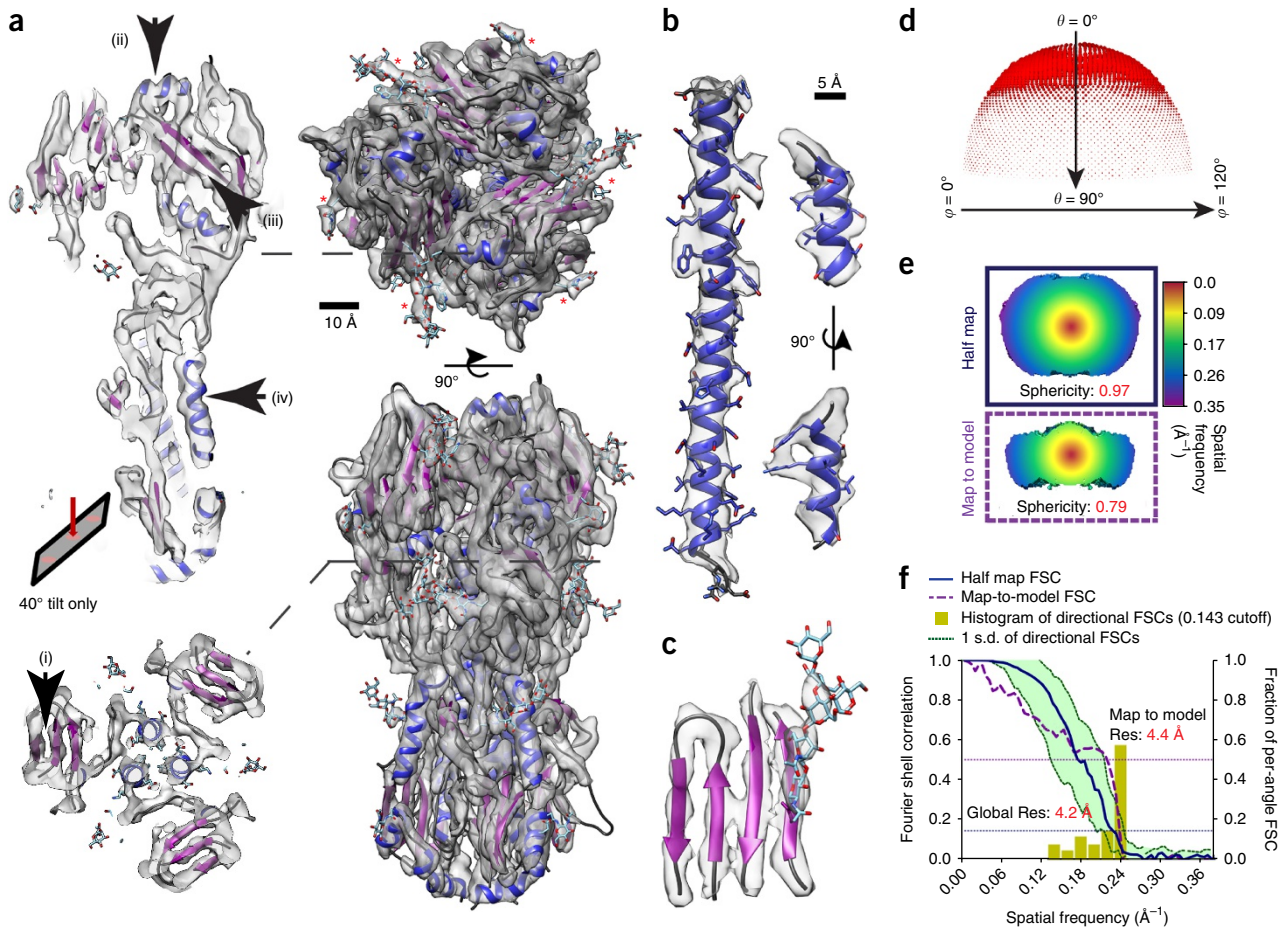 a
(ii)
(iii)
(iv)
40° tilt only
(i)
*
*
*
*
*
*
10 Å
90°
b
5 Å
90°
c
d
θ = 0°
θ = 90°
φ = 0°
φ = 120°
e
Half map
Sphericity: 0.97
Map to model
Sphericity: 0.79
0.0
0.09
0.17
0.26
0.35
Spatial
frequency
(Å⁻¹)
f
Half map FSC
Map-to-model FSC
Histogram of directional FSCs (0.143 cutoff)
1 s.d. of directional FSCs
Fourier shell correlation
1.0
0.8
0.6
0.4
0.2
0.0
Map to model
Res: 4.4 Å
Global Res: 4.2 Å
1.0
0.8
0.6
0.4
0.2
0.0
Fraction of per-angle FSC
0.00
0.06
0.12
0.18
0.24
0.30
0.36
Spatial frequency (Å⁻¹)